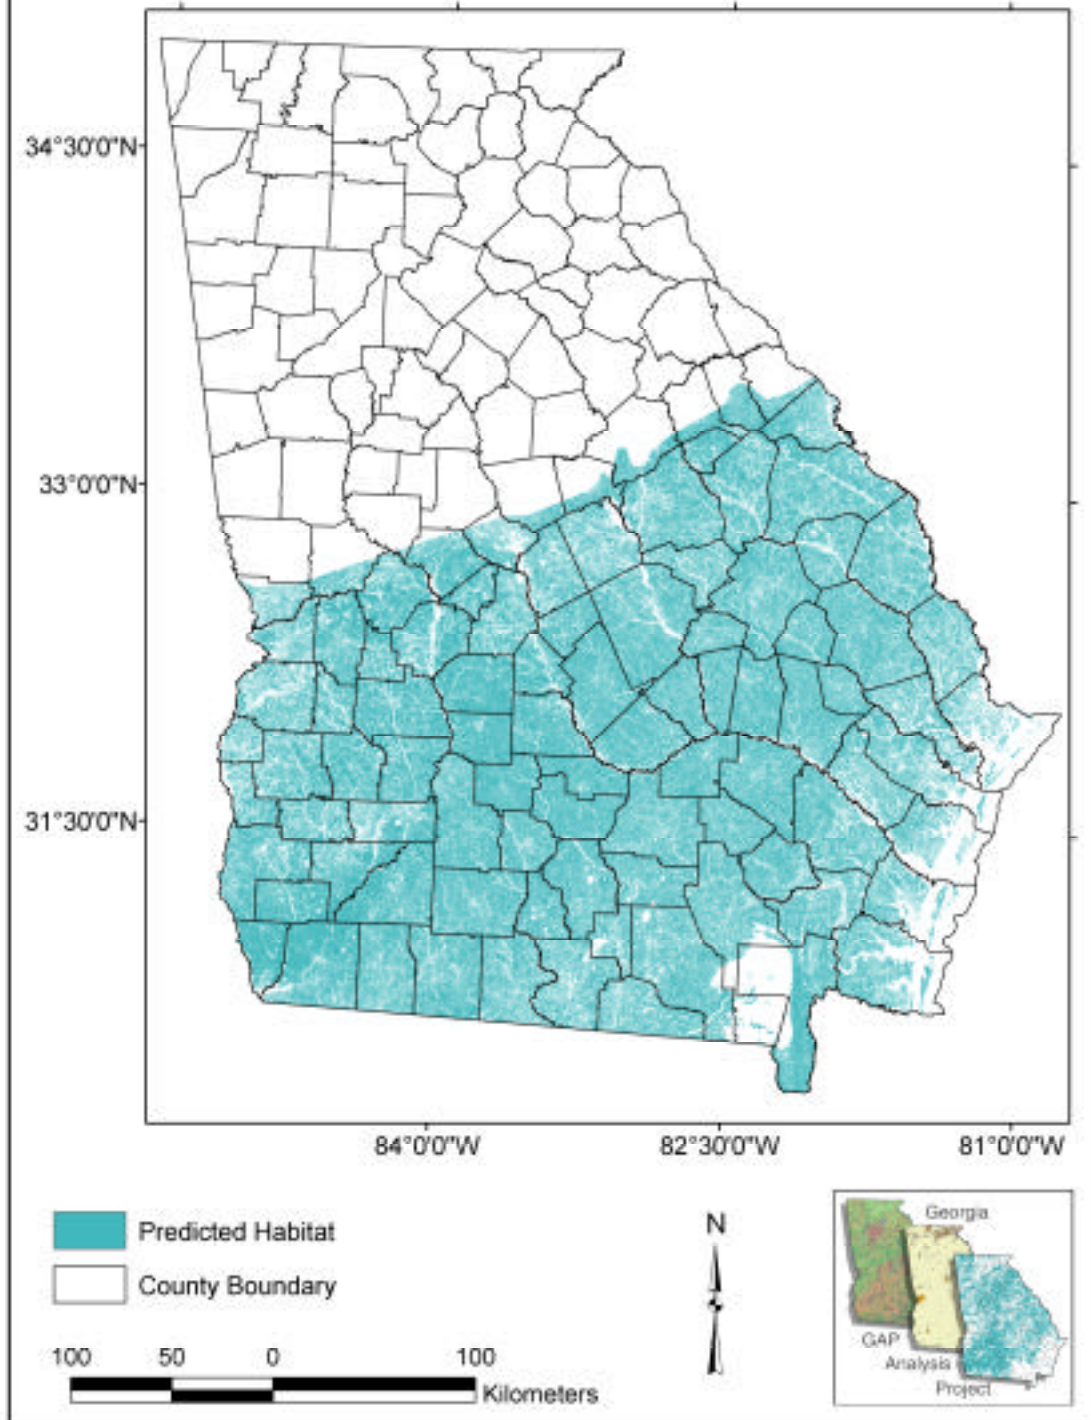 34°30'0"N
33°0'0"N
31°30'0"N
84°0'0"W 82°30'0"W 81°0'0"W
Predicted Habitat
County Boundary
N
100 50 0 100
Kilometers
Georgia
GAP
Analysis
Project